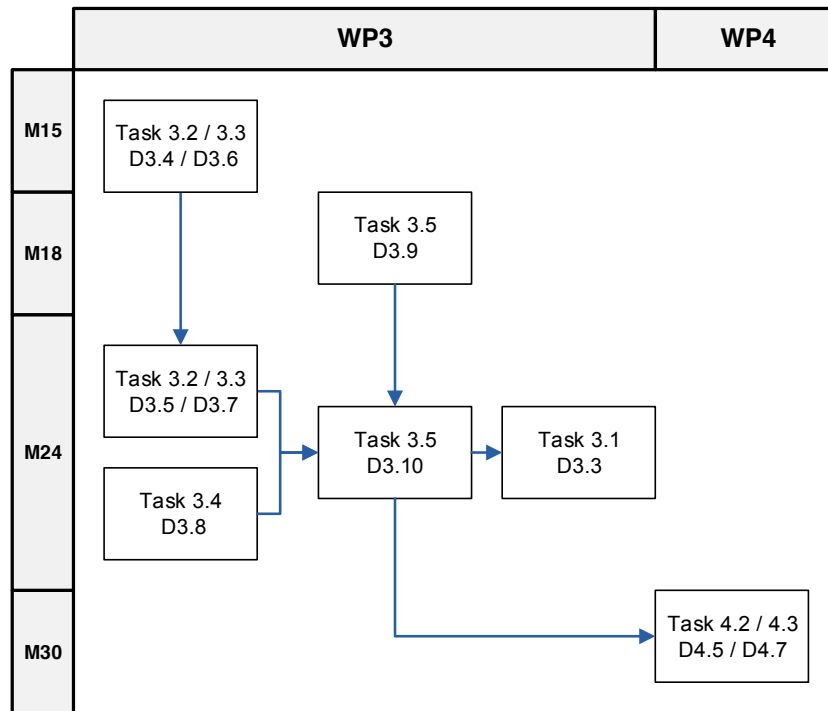 WP3
WP4
M15
Task 3.2 / 3.3
D3.4 / D3.6
M18
Task 3.5
D3.9
M24
Task 3.2 / 3.3
D3.5 / D3.7
Task 3.5
D3.10
Task 3.1
D3.3
Task 3.4
D3.8
M30
Task 4.2 / 4.3
D4.5 / D4.7